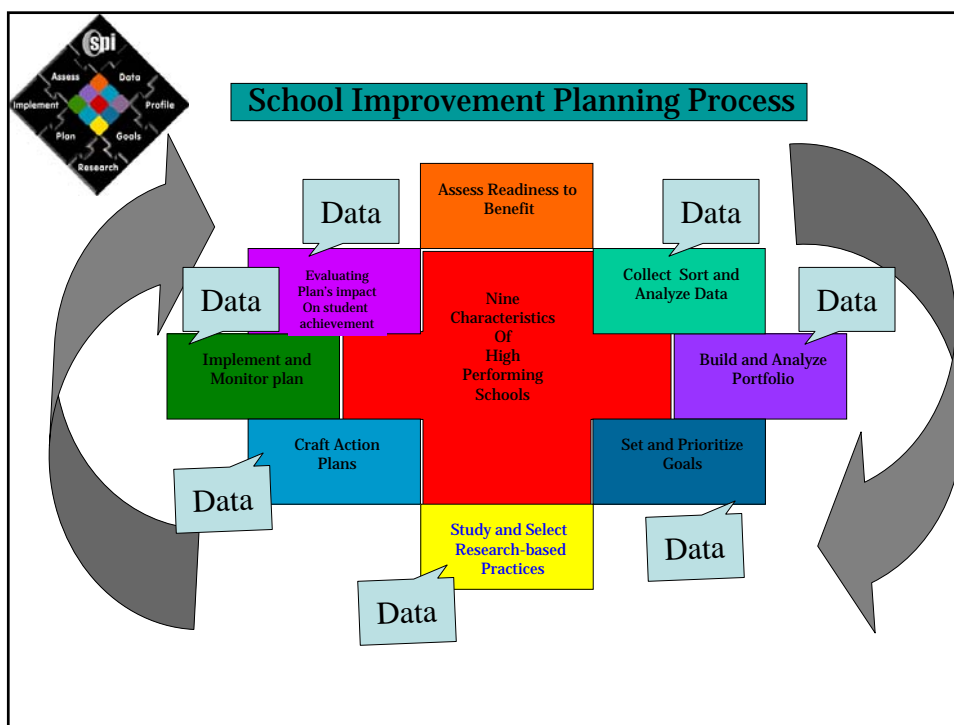 spi
Assess
Data
Implement
Profile
Plan
Goals
Research
School Improvement Planning Process
Assess Readiness to
Benefit
Data
Collect Sort and
Analyze Data
Data
Build and Analyze
Portfolio
Data
Set and Prioritize
Goals
Data
Study and Select
Research-based
Practices
Data
Craft Action
Plans
Data
Implement and
Monitor plan
Data
Evaluating
Plan's impact
On student
achievement
Nine
Characteristics
Of
High
Performing
Schools